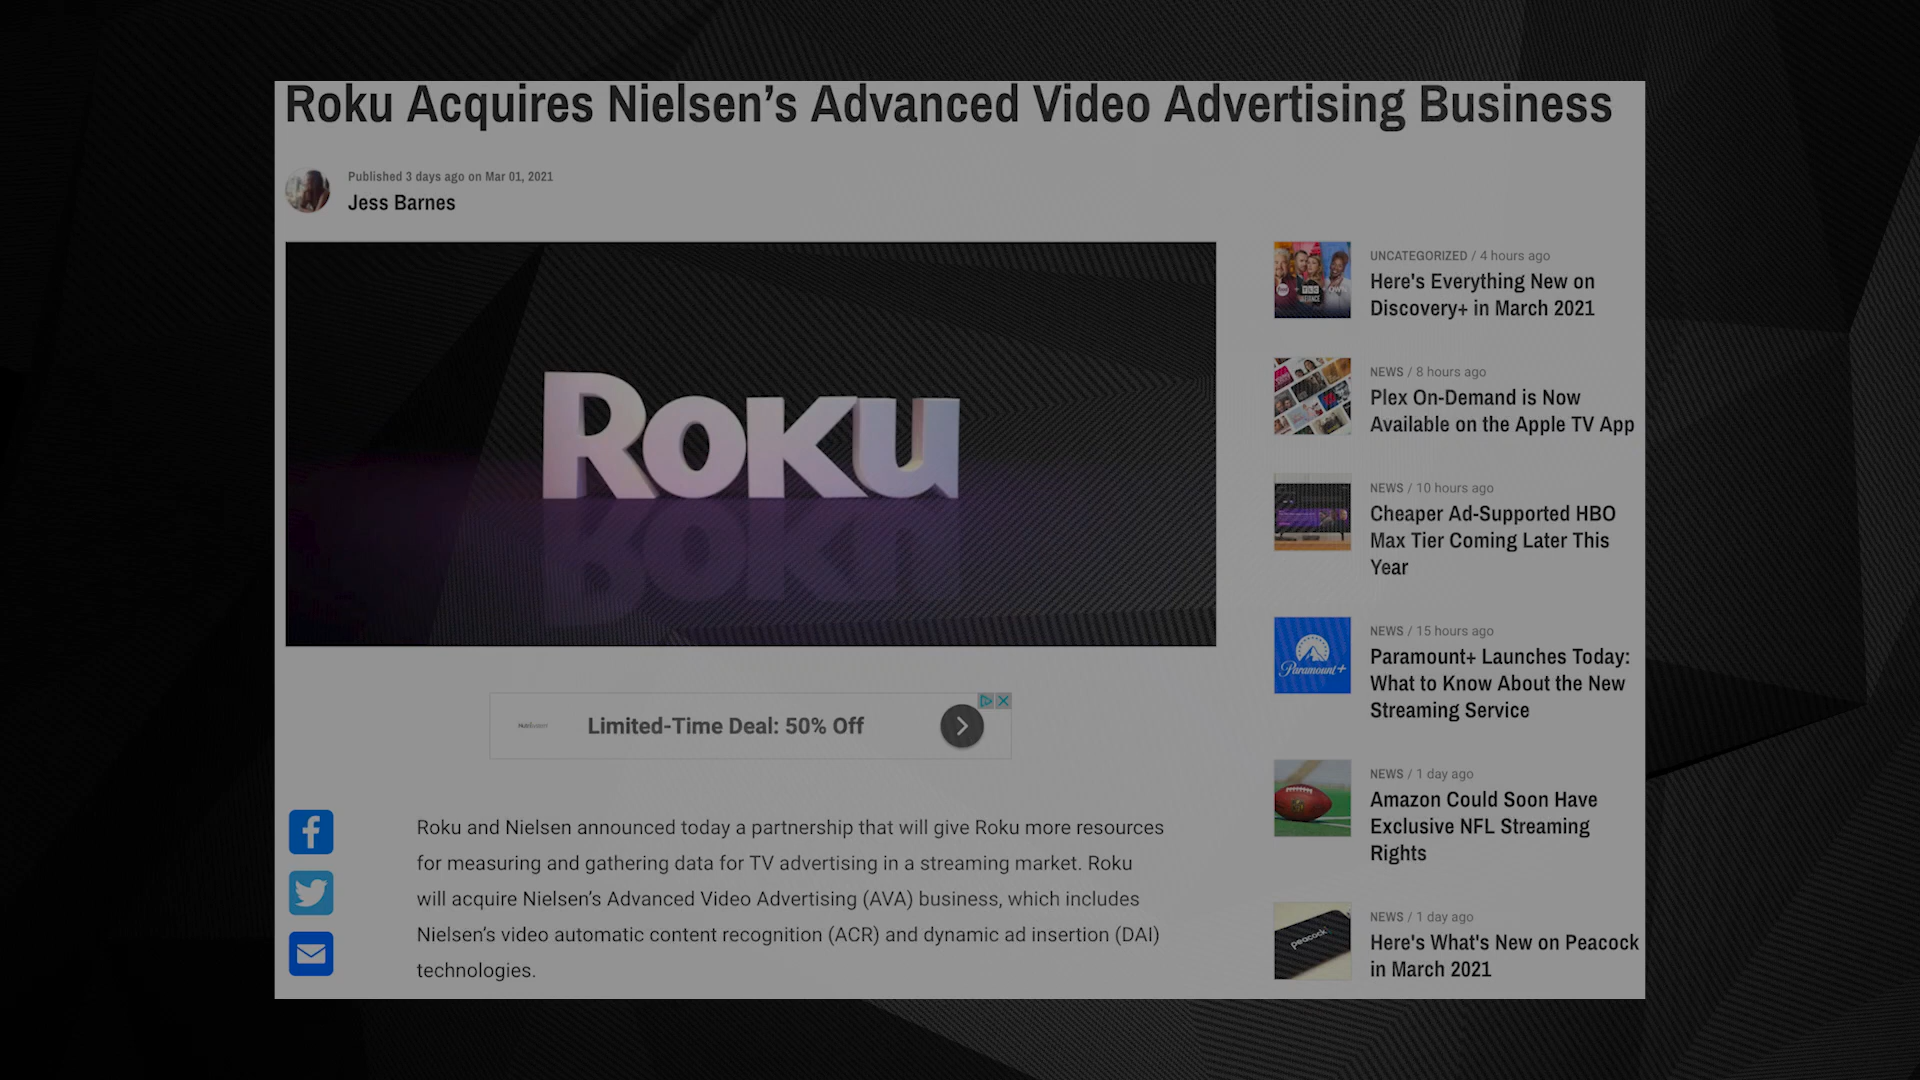 Roku Acquires Nielsen’s Advanced Video Advertising Business
Published 3 days ago on Mar 01, 2021
Jess Barnes
ROKU
Limited-Time Deal: 50% Off
Roku and Nielsen announced today a partnership that will give Roku more resources
for measuring and gathering data for TV advertising in a streaming market. Roku
will acquire Nielsen’s Advanced Video Advertising (AVA) business, which includes
Nielsen’s video automatic content recognition (ACR) and dynamic ad insertion (DAI)
technologies.
UNCATEGORIZED / 4 hours ago
Here's Everything New on
Discovery+ in March 2021
NEWS / 8 hours ago
Plex On-Demand is Now
Available on the Apple TV App
NEWS / 10 hours ago
Cheaper Ad-Supported HBO
Max Tier Coming Later This
Year
NEWS / 15 hours ago
Paramount+ Launches Today:
What to Know About the New
Streaming Service
Paramount+
NEWS / 1 day ago
Amazon Could Soon Have
Exclusive NFL Streaming
Rights
NEWS / 1 day ago
Here's What's New on Peacock
in March 2021
peacock